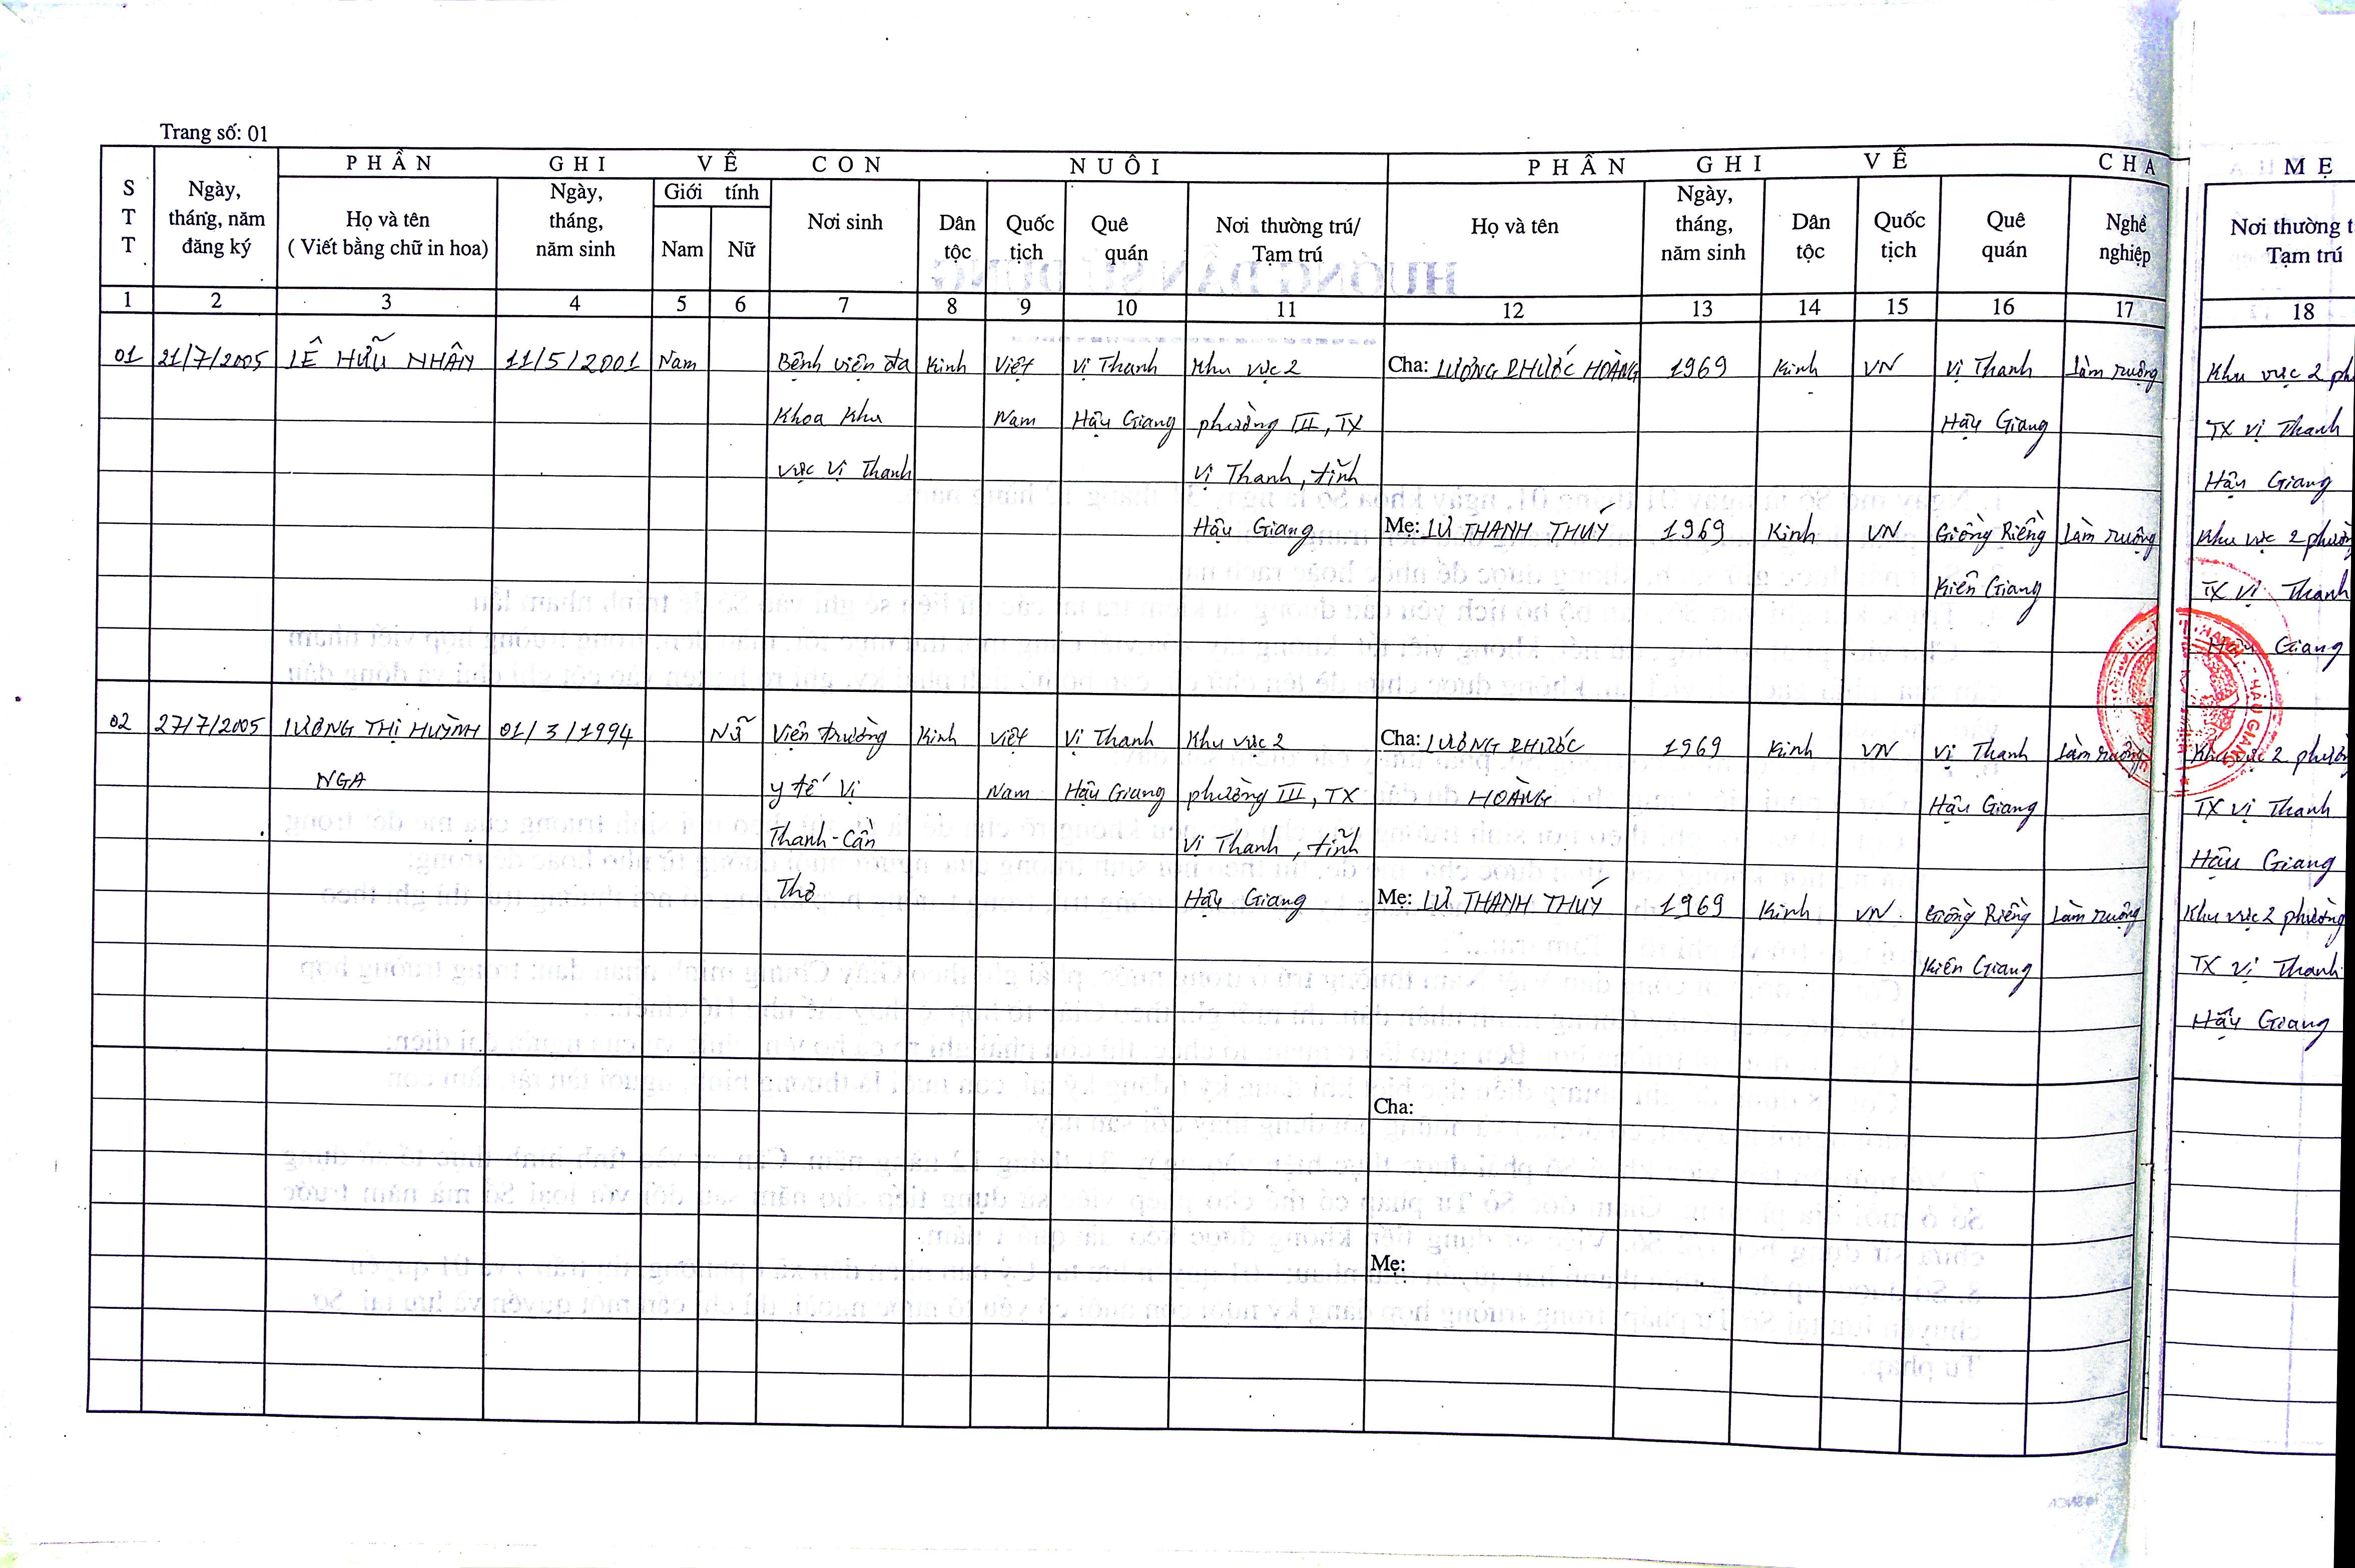 Trang số: 01
PHẦN GHI VỀ CON NUÔI PHẦN GHI VỀ CHA MẸ
STT Ngày, tháng, năm đăng ký Họ và tên (Viết bằng chữ in hoa) Ngày, tháng, năm sinh Giới tính Nam Nữ Nơi sinh Dân tộc Quốc tịch Quê quán Nơi thường trú/ Tạm trú Họ và tên Ngày, tháng, năm sinh Dân tộc Quốc tịch Quê quán Nghề nghiệp Nơi thường Tạm trú
1 2 3 4 5 6 7 8 9 10 11 12 13 14 15 16 17 18
01 21/7/2005 LÊ HỮU NHÂN 11/5/2001 Nam Bệnh viện đa Kinh Việt Vị Thanh Khu vực 2 Cha: LƯƠNG PHƯỚC HOÀNG 1969 Kinh VN Vị Thanh Làm ruộng Khu vực 2
Khoa Khu Nam Hậu Giang phường III, TX Hậu Giang TX Vị Thanh
vực Vị Thanh Vị Thanh, tỉnh Hậu Giang
Hậu Giang Mẹ: LƯ THANH THUÝ 1969 Kinh VN Giồng Riềng Làm ruộng Khu vực 2 phường
Kiên Giang TX Vị Thanh
Hậu Giang
02 27/7/2005 LƯƠNG THỊ HUỲNH 01/3/1994 Nữ Viện trường Kinh Việt Vị Thanh Khu vực 2 Cha: LƯƠNG PHƯỚC 1969 Kinh VN Vị Thanh Làm ruộng Khu vực 2 phường
NGA y tế Vị Nam Hậu Giang phường III, TX HOÀNG Hậu Giang TX Vị Thanh
Thanh-Cần Vị Thanh, tỉnh Hậu Giang
Thơ Hậu Giang Mẹ: LƯ THANH THUÝ 1969 Kinh VN. Giồng Riềng Làm ruộng Khu vực 2 phường
Kiên Giang TX Vị Thanh
Hậu Giang
Cha:
Mẹ: